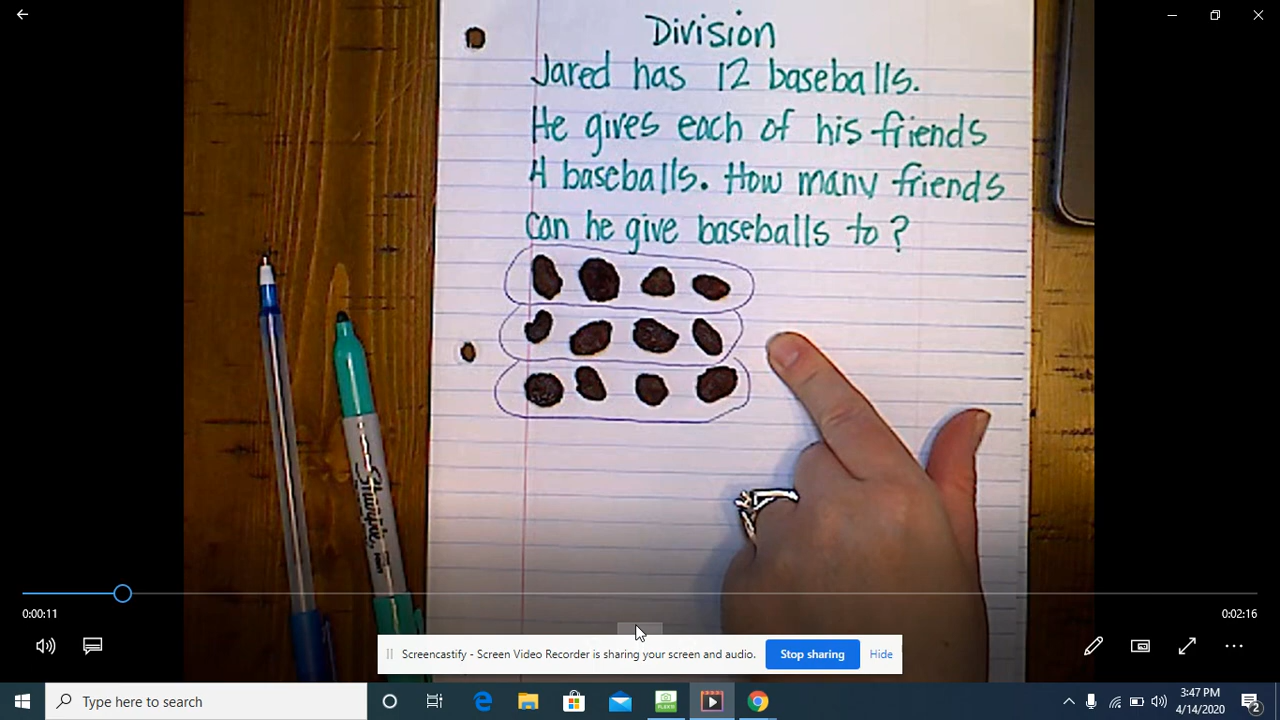 Division
Jared has 12 baseballs.
He gives each of his friends
4 baseballs. How many friends
can he give baseballs to?
Sharpie.
0:00:11
0:02:16
Screencastify - Screen Video Recorder is sharing your screen and audio.
Stop sharing
Hide
Type here to search
3:47 PM
4/14/2020
2